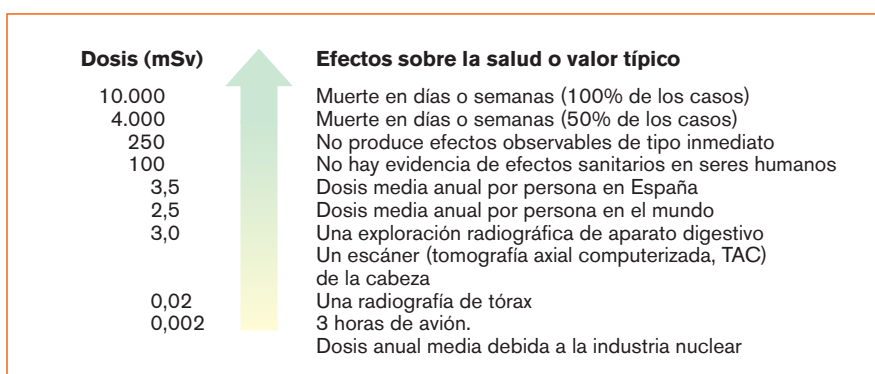 Dosis (mSv) Efectos sobre la salud o valor típico
10.000 Muerte en días o semanas (100% de los casos)
4.000 Muerte en días o semanas (50% de los casos)
250 No produce efectos observables de tipo inmediato
100 No hay evidencia de efectos sanitarios en seres humanos
3,5 Dosis media anual por persona en España
2,5 Dosis media anual por persona en el mundo
3,0 Una exploración radiográfica de aparato digestivo
Un escáner (tomografía axial computerizada, TAC)
de la cabeza
0,02 Una radiografía de tórax
0,002 3 horas de avión.
Dosis anual media debida a la industria nuclear